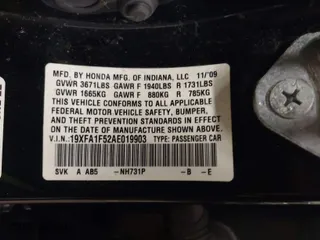 MFD. BY HONDA MFG. OF INDIANA, LLC 11/'09
GVWR 3671LBS GAWR F 1940LBS R 1731LBS
GVWR 1665KG GAWR F 880KG R 785KG
THIS VEHICLE CONFORMS TO ALL APPLICABLE
FEDERAL MOTOR VEHICLE SAFETY, BUMPER,
AND THEFT PREVENTION STANDARDS IN EFFECT
ON THE DATE OF MANUFACTURE SHOWN ABOVE.
V.I.N.: 19XFA1F52AE019903 TYPE: PASSENGER CAR
SVK A AB5 -NH731P -B -E